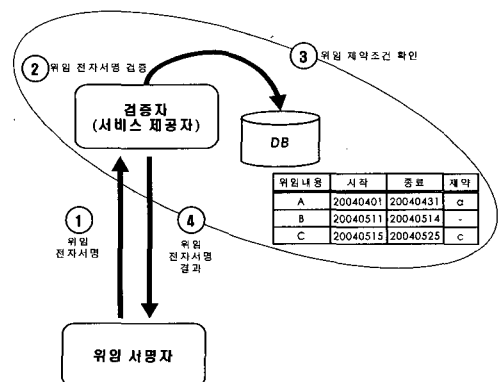 ③ 위임 제약조건 확인
② 위임 전자서명 검증
검증자
(서비스 제공자)
DB
위임내용 시작 종료 제약
A 20040401 20040431 α
B 20040511 20040514 -
C 20040515 20040525 c
①
위임
전자서명
④
위임
전자서명
결과
위임 서명자